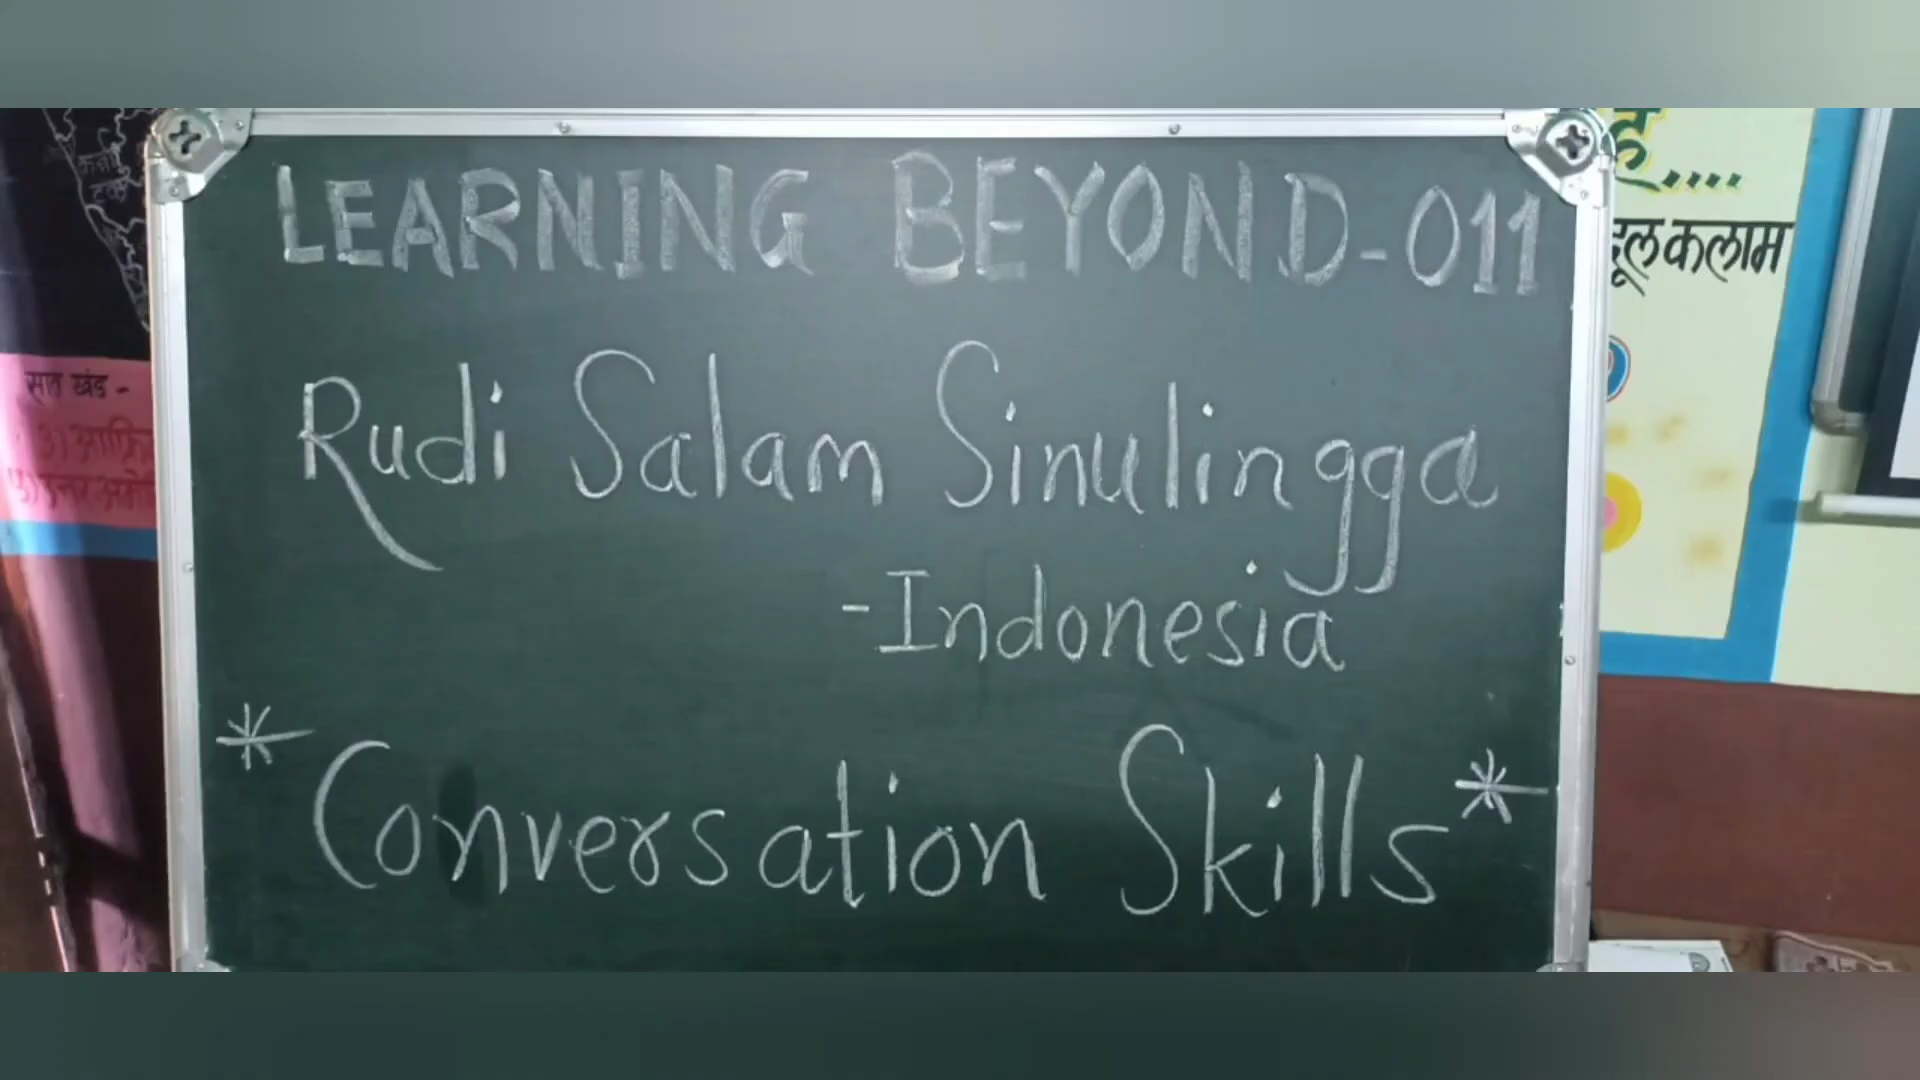 LEARNING BEYOND-011
Rudi Salam Sinulingga
-Indonesia
*Conversation Skills*
कलाम
सात खंड -